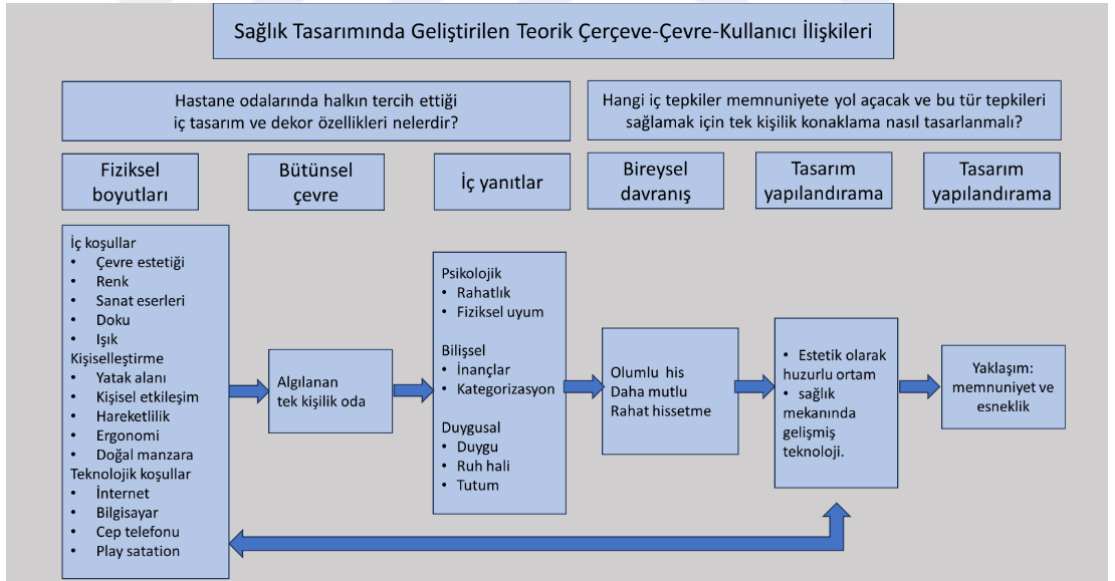 Sağlık Tasarımında Geliştirilen Teorik Çerçeve-Çevre-Kullanıcı İlişkileri
Hastane odalarında halkın tercih ettiği
iç tasarım ve dekor özellikleri nelerdir?
Hangi iç tepkiler memnuniyete yol açacak ve bu tür tepkileri
sağlamak için tek kişilik konaklama nasıl tasarlanmalı?
Fiziksel
boyutları
Bütünsel
çevre
İç yanıtlar
Bireysel
davranış
Tasarım
yapılandırama
Tasarım
yapılandırama
İç koşullar
• Çevre estetiği
• Renk
• Sanat eserleri
• Doku
• Işık
Kişiselleştirme
• Yatak alanı
• Kişisel etkileşim
• Hareketlilik
• Ergonomi
• Doğal manzara
Teknolojik koşullar
• İnternet
• Bilgisayar
• Cep telefonu
• Play satation
Algılanan
tek kişilik oda
Psikolojik
• Rahatlık
• Fiziksel uyum
Bilişsel
• İnançlar
• Kategorizasyon
Duygusal
• Duygu
• Ruh hali
• Tutum
Olumlu his
Daha mutlu
Rahat hissetme
• Estetik olarak
huzurlu ortam
• sağlık
mekanında
gelişmiş
teknoloji.
Yaklaşım:
memnuniyet ve
esneklik